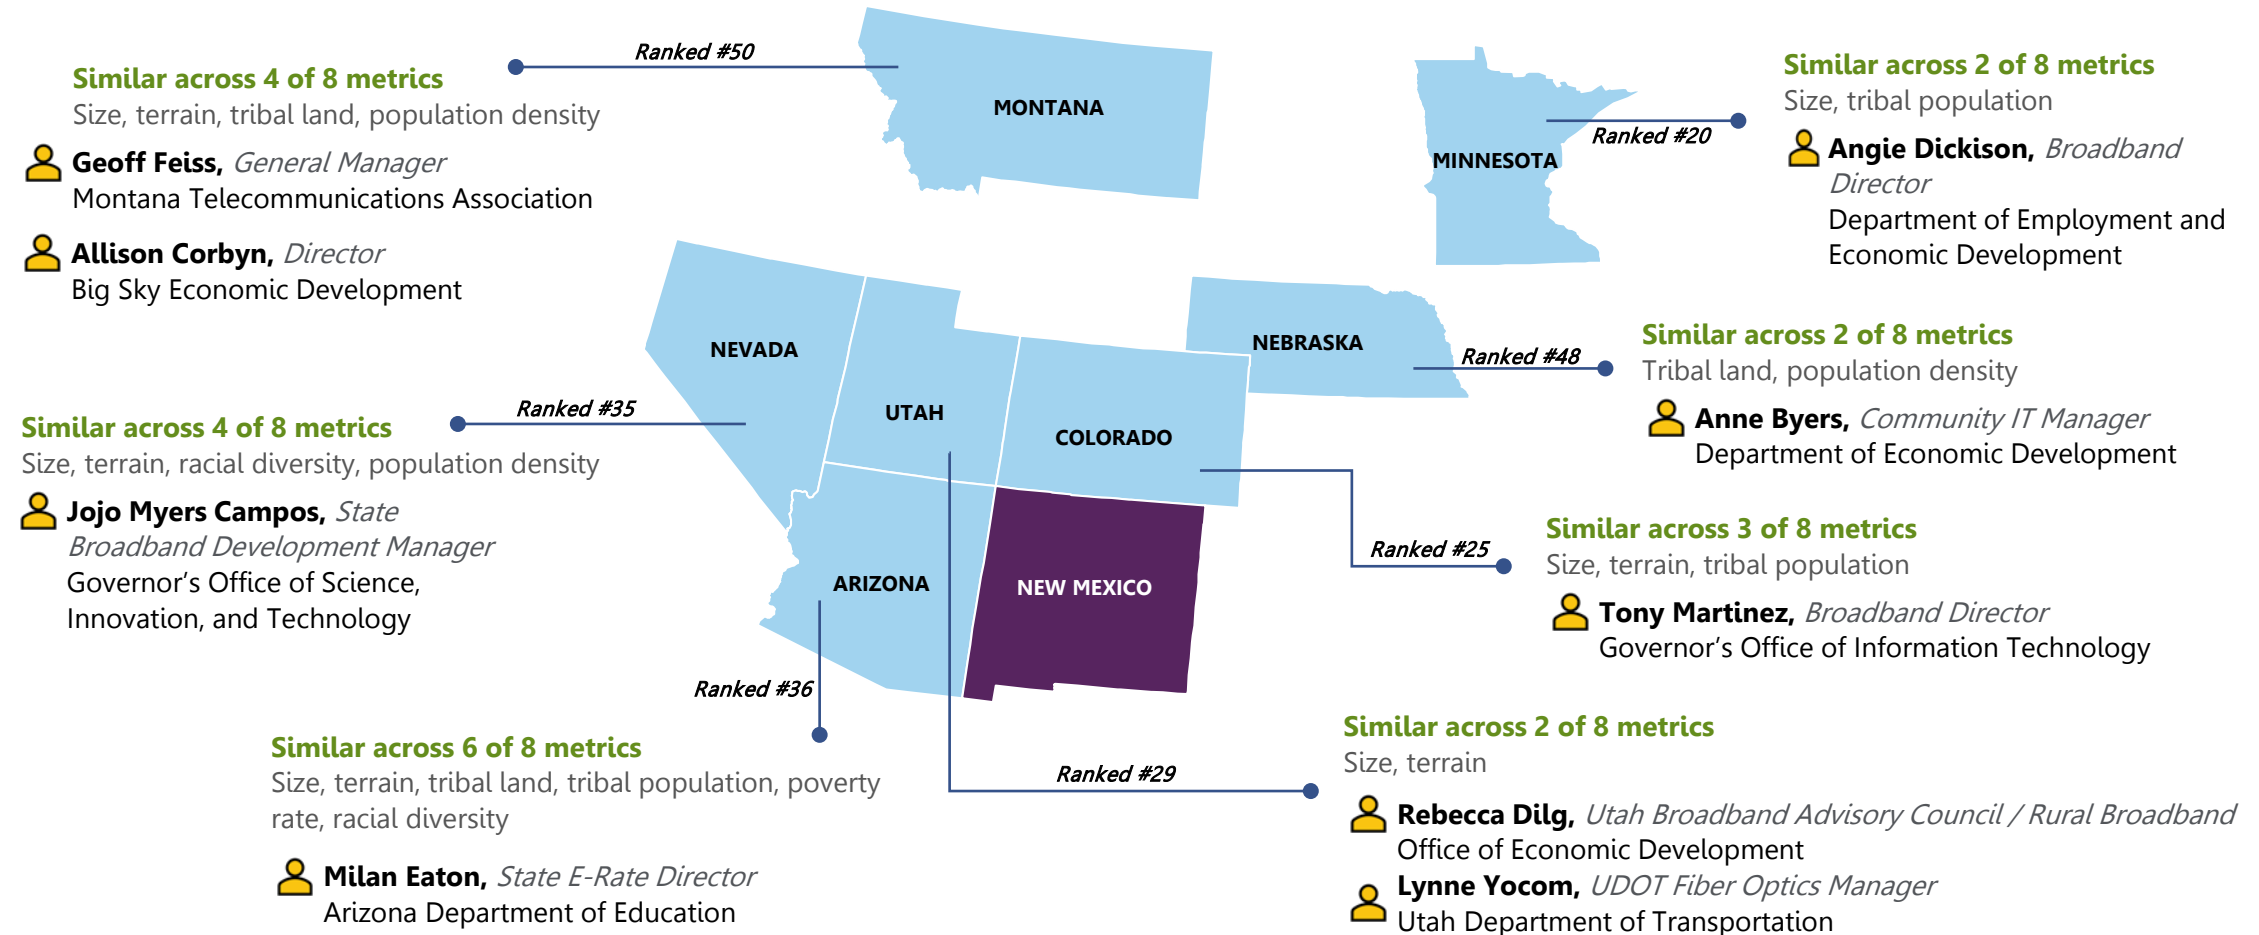 Ranked #50
Similar across 4 of 8 metrics
Size, terrain, tribal land, population density
Geoff Feiss, General Manager
Montana Telecommunications Association
Allison Corbyn, Director
Big Sky Economic Development
MONTANA
MINNESOTA
Ranked #20
Similar across 2 of 8 metrics
Size, tribal population
Angie Dickison, Broadband
Director
Department of Employment and
Economic Development
NEVADA
UTAH
COLORADO
NEBRASKA
ARIZONA
NEW MEXICO
Ranked #48
Similar across 2 of 8 metrics
Tribal land, population density
Anne Byers, Community IT Manager
Department of Economic Development
Ranked #35
Similar across 4 of 8 metrics
Size, terrain, racial diversity, population density
Jojo Myers Campos, State
Broadband Development Manager
Governor’s Office of Science,
Innovation, and Technology
Ranked #25
Similar across 3 of 8 metrics
Size, terrain, tribal population
Tony Martinez, Broadband Director
Governor’s Office of Information Technology
Ranked #36
Similar across 6 of 8 metrics
Size, terrain, tribal land, tribal population, poverty
rate, racial diversity
Milan Eaton, State E-Rate Director
Arizona Department of Education
Ranked #29
Similar across 2 of 8 metrics
Size, terrain
Rebecca Dilg, Utah Broadband Advisory Council / Rural Broadband
Office of Economic Development
Lynne Yocom, UDOT Fiber Optics Manager
Utah Department of Transportation